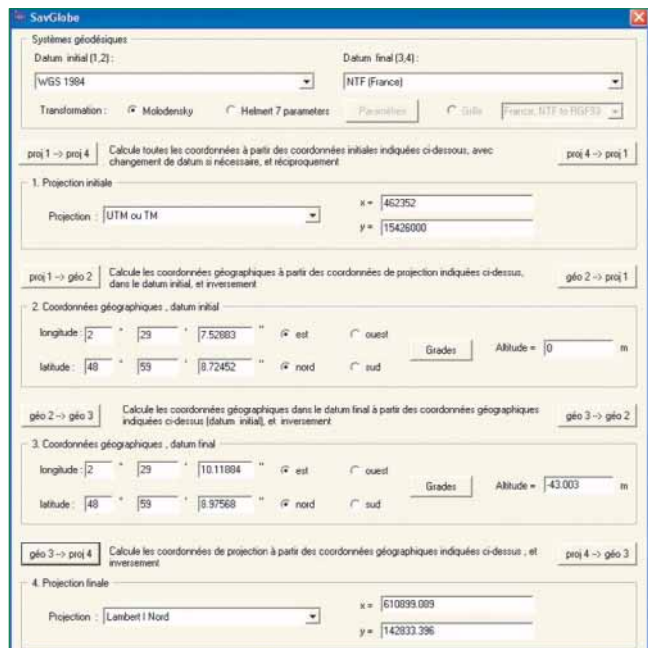 SavGlobe
Systèmes géodésiques
Datum initial (1,2) :
Datum final (3,4) :
WGS 1984
NTF (France)
Transformation : Molodensky Helmert 7 parameters Paramètres Grille France, NTF to RGF93
proj 1 -> proj 4
Calcule toutes les coordonnées à partir des coordonnées initiales indiquées ci-dessous, avec
changement de datum si nécessaire, et réciproquement
proj 4 -> proj 1
1. Projection initiale
Projection : UTM ou TM
x = 462352
y = 15426000
proj 1 -> géo 2
Calcule les coordonnées géographiques à partir des coordonnées de projection indiquées ci-dessus,
dans le datum initial, et inversement
géo 2 -> proj 1
2. Coordonnées géographiques , datum initial
longitude : 2 ° 29 ' 7.52883 " est ouest
latitude : 48 ° 59 ' 8.72452 " nord sud
Grades
Altitude = 0 m
géo 2 -> géo 3
Calcule les coordonnées géographiques dans le datum final à partir des coordonnées géographiques
indiquées ci-dessus (datum initial), et inversement
géo 3 -> géo 2
3. Coordonnées géographiques , datum final
longitude : 2 ° 29 ' 10.11884 " est ouest
latitude : 48 ° 59 ' 8.97568 " nord sud
Grades
Altitude = -43.003 m
géo 3 -> proj 4
Calcule les coordonnées de projection à partir des coordonnées géographiques indiquées ci-dessus , et
inversement
proj 4 -> géo 3
4. Projection finale
Projection : Lambert I Nord
x = 610899.089
y = 142833.396